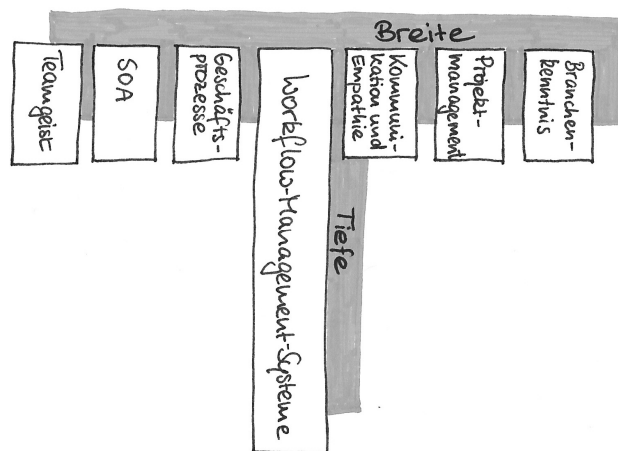 Breite
Teamgeist
SOA
Geschäfts-
prozesse
Workflow-Management-Systeme
Kommuni-
kation und
Empathie
Projekt-
management
Branchen-
kenntnis
Tiefe